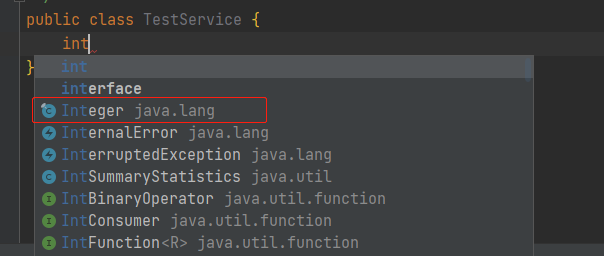 public class TestService {
int
}
int
interface
Integer java.lang
InternalError java.lang
InterruptedException java.lang
IntSummaryStatistics java.util
IntBinaryOperator java.util.function
IntConsumer java.util.function
IntFunction<R> java.util.function